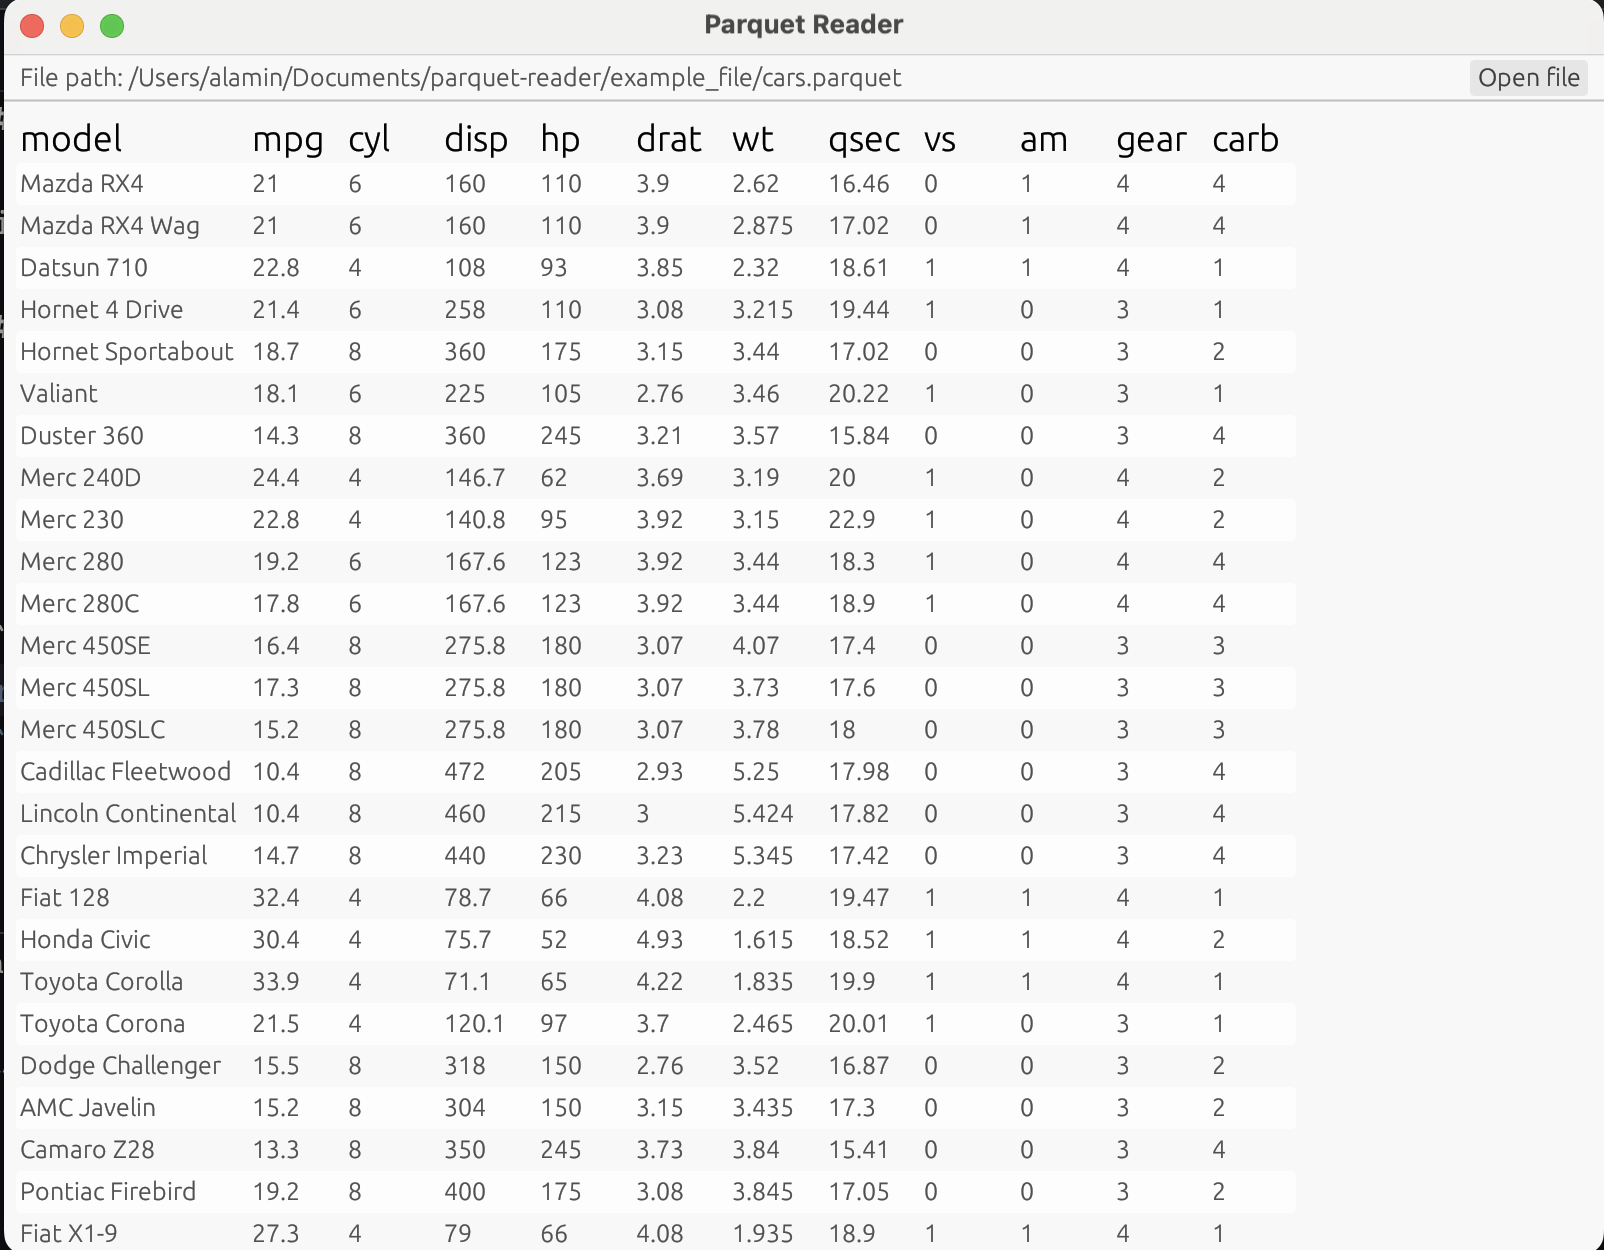 Parquet Reader
File path: /Users/alamin/Documents/parquet-reader/example_file/cars.parquet Open file
model mpg cyl disp hp drat wt qsec vs am gear carb
Mazda RX4 21 6 160 110 3.9 2.62 16.46 0 1 4 4
Mazda RX4 Wag 21 6 160 110 3.9 2.875 17.02 0 1 4 4
Datsun 710 22.8 4 108 93 3.85 2.32 18.61 1 1 4 1
Hornet 4 Drive 21.4 6 258 110 3.08 3.215 19.44 1 0 3 1
Hornet Sportabout 18.7 8 360 175 3.15 3.44 17.02 0 0 3 2
Valiant 18.1 6 225 105 2.76 3.46 20.22 1 0 3 1
Duster 360 14.3 8 360 245 3.21 3.57 15.84 0 0 3 4
Merc 240D 24.4 4 146.7 62 3.69 3.19 20 1 0 4 2
Merc 230 22.8 4 140.8 95 3.92 3.15 22.9 1 0 4 2
Merc 280 19.2 6 167.6 123 3.92 3.44 18.3 1 0 4 4
Merc 280C 17.8 6 167.6 123 3.92 3.44 18.9 1 0 4 4
Merc 450SE 16.4 8 275.8 180 3.07 4.07 17.4 0 0 3 3
Merc 450SL 17.3 8 275.8 180 3.07 3.73 17.6 0 0 3 3
Merc 450SLC 15.2 8 275.8 180 3.07 3.78 18 0 0 3 3
Cadillac Fleetwood 10.4 8 472 205 2.93 5.25 17.98 0 0 3 4
Lincoln Continental 10.4 8 460 215 3 5.424 17.82 0 0 3 4
Chrysler Imperial 14.7 8 440 230 3.23 5.345 17.42 0 0 3 4
Fiat 128 32.4 4 78.7 66 4.08 2.2 19.47 1 1 4 1
Honda Civic 30.4 4 75.7 52 4.93 1.615 18.52 1 1 4 2
Toyota Corolla 33.9 4 71.1 65 4.22 1.835 19.9 1 1 4 1
Toyota Corona 21.5 4 120.1 97 3.7 2.465 20.01 1 0 3 1
Dodge Challenger 15.5 8 318 150 2.76 3.52 16.87 0 0 3 2
AMC Javelin 15.2 8 304 150 3.15 3.435 17.3 0 0 3 2
Camaro Z28 13.3 8 350 245 3.73 3.84 15.41 0 0 3 4
Pontiac Firebird 19.2 8 400 175 3.08 3.845 17.05 0 0 3 2
Fiat X1-9 27.3 4 79 66 4.08 1.935 18.9 1 1 4 1